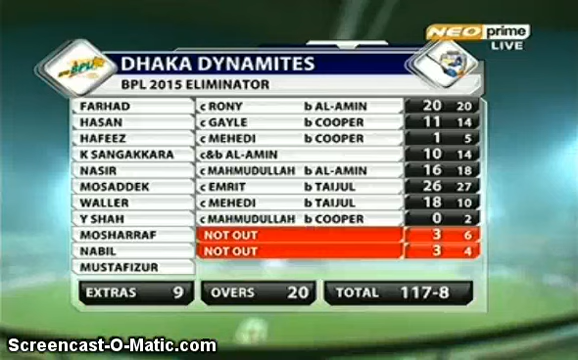 NEO prime
LIVE
DHAKA DYNAMITES
BPL 2015 ELIMINATOR
FARHAD c RONY b AL-AMIN 20 20
HASAN c GAYLE b COOPER 11 14
HAFEEZ c MEHEDI b COOPER 1 5
K SANGAKKARA c&b AL-AMIN 10 14
NASIR c MAHMUDULLAH b AL-AMIN 16 18
MOSADDEK c EMRIT b TAIJUL 26 27
WALLER c MEHEDI b TAIJUL 18 10
Y SHAH c MAHMUDULLAH b COOPER 0 2
MOSHARRAF NOT OUT 3 6
NABIL NOT OUT 3 4
MUSTAFIZUR
EXTRAS 9 OVERS 20 TOTAL 117-8
Screencast-O-Matic.com